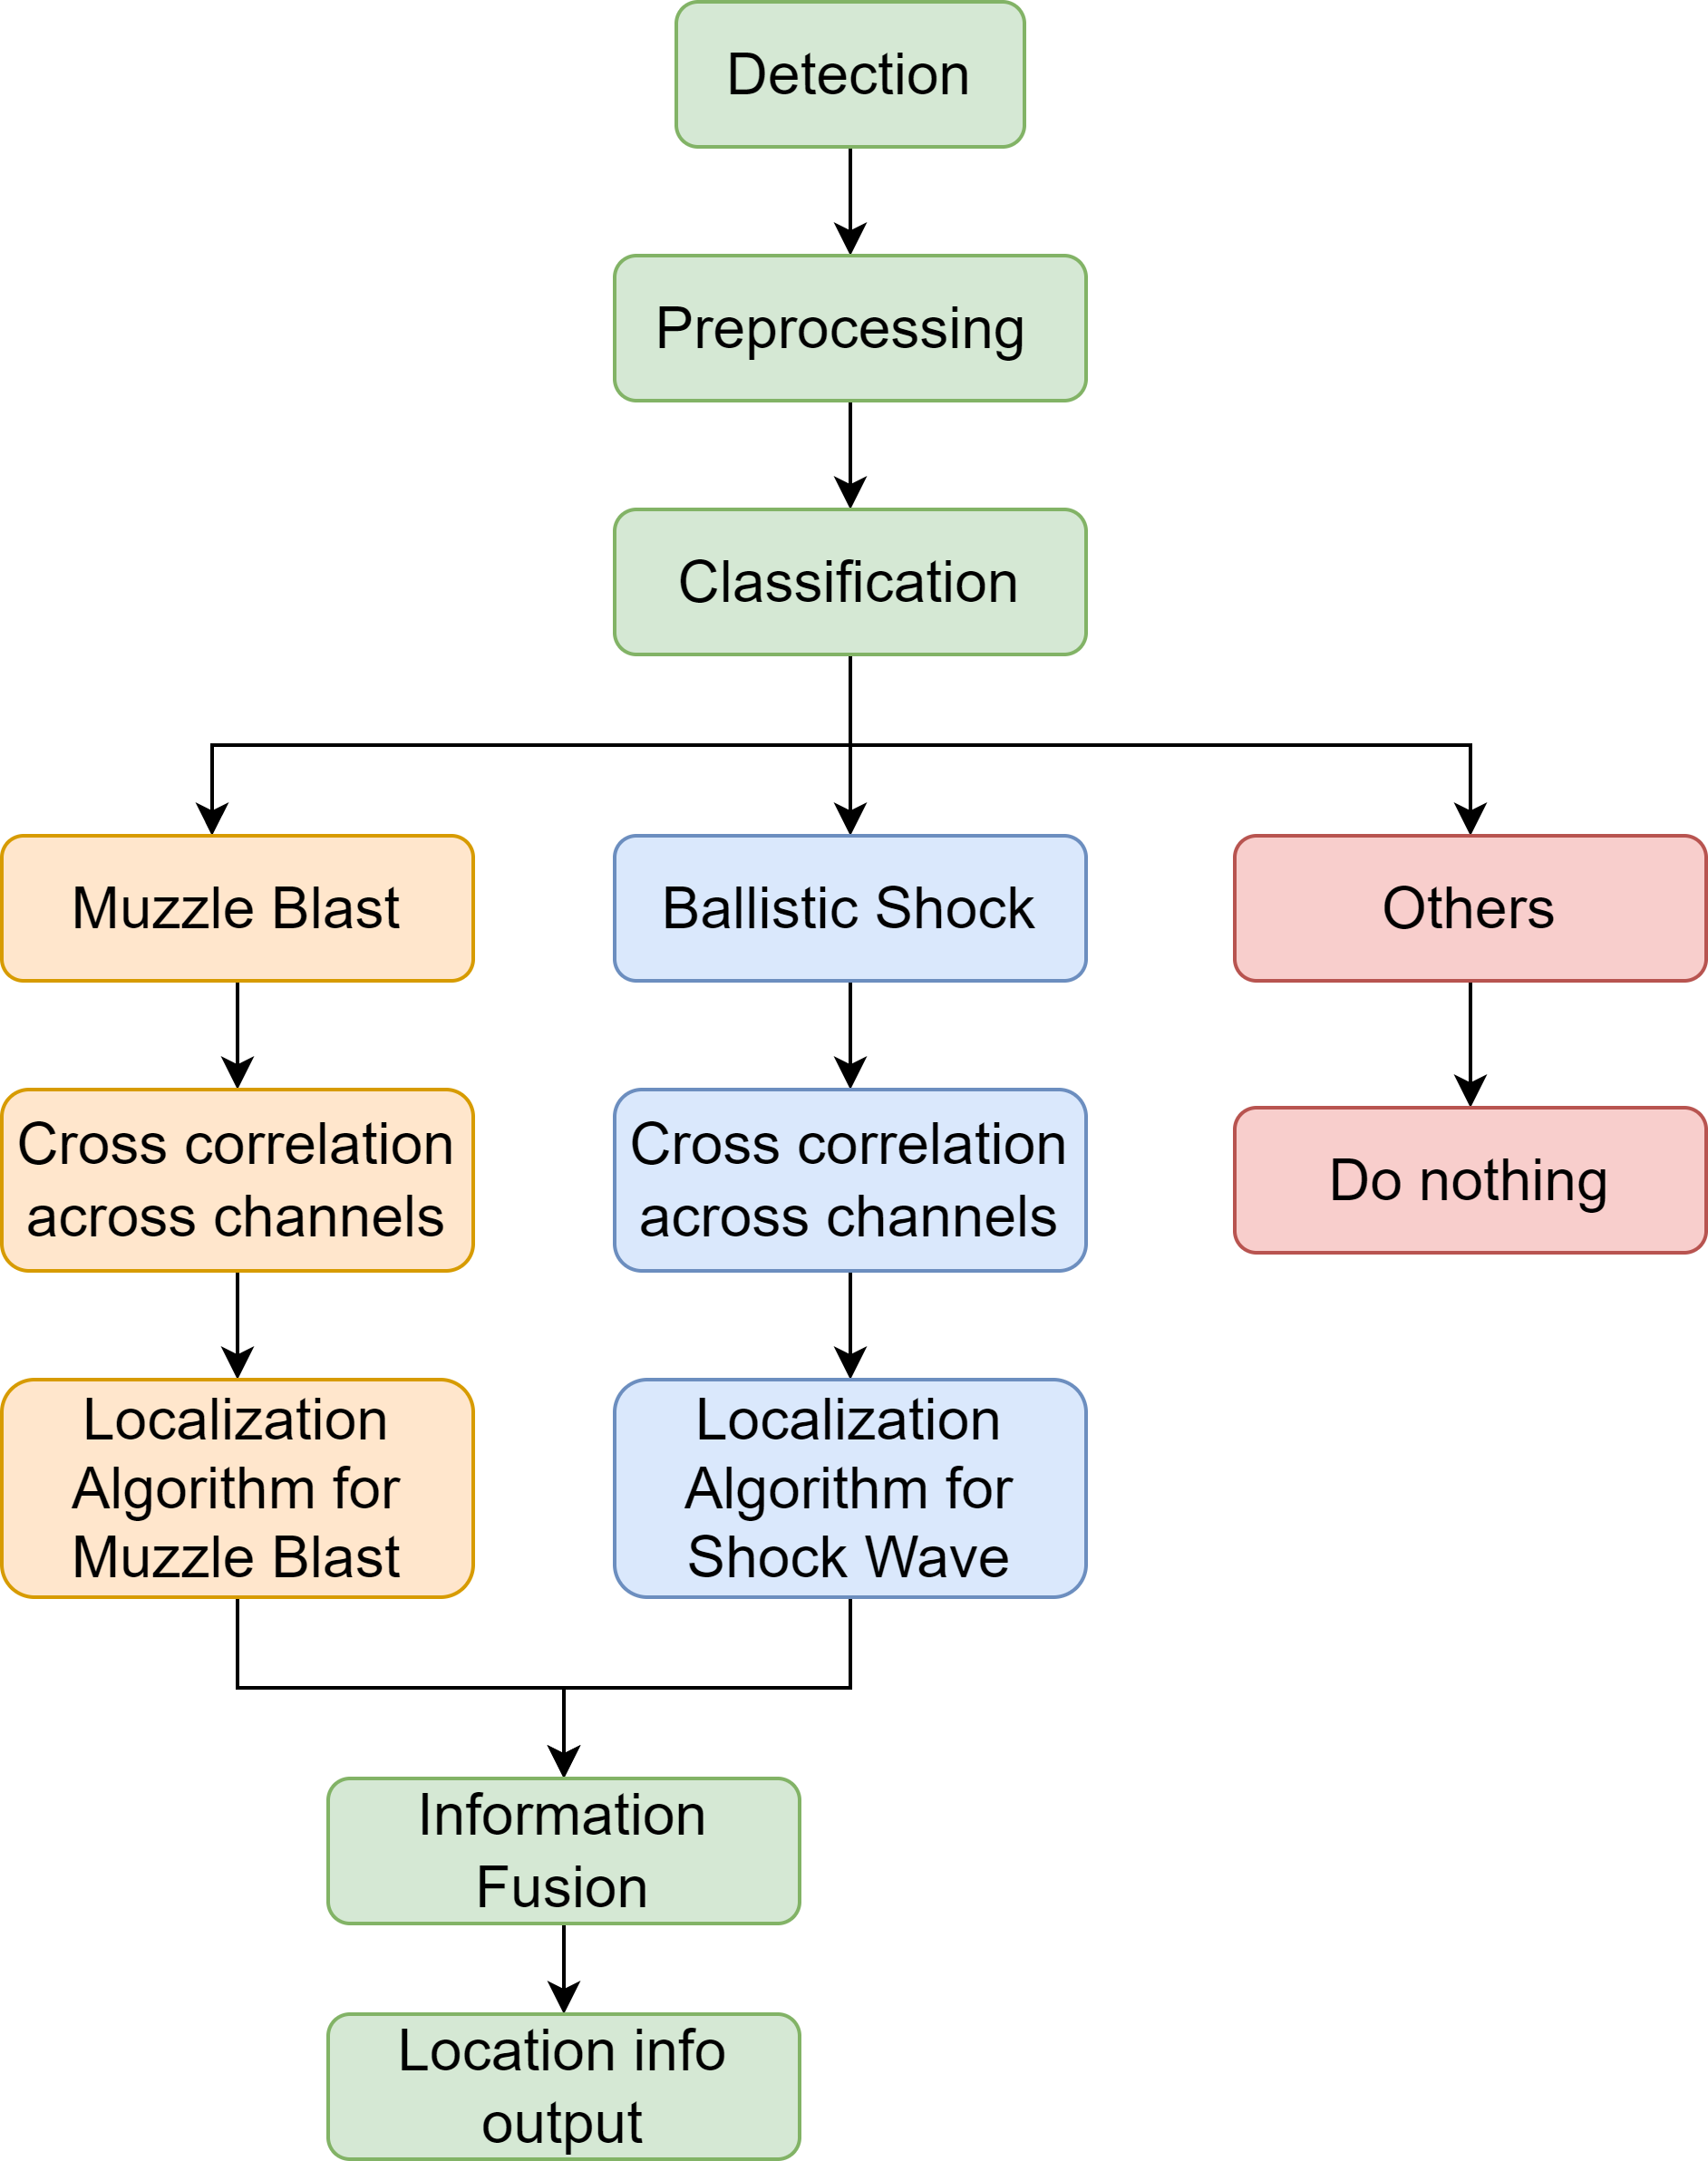 Detection
Preprocessing
Classification
Muzzle Blast
Ballistic Shock
Others
Cross correlation
across channels
Cross correlation
across channels
Do nothing
Localization
Algorithm for
Muzzle Blast
Localization
Algorithm for
Shock Wave
Information
Fusion
Location info
output